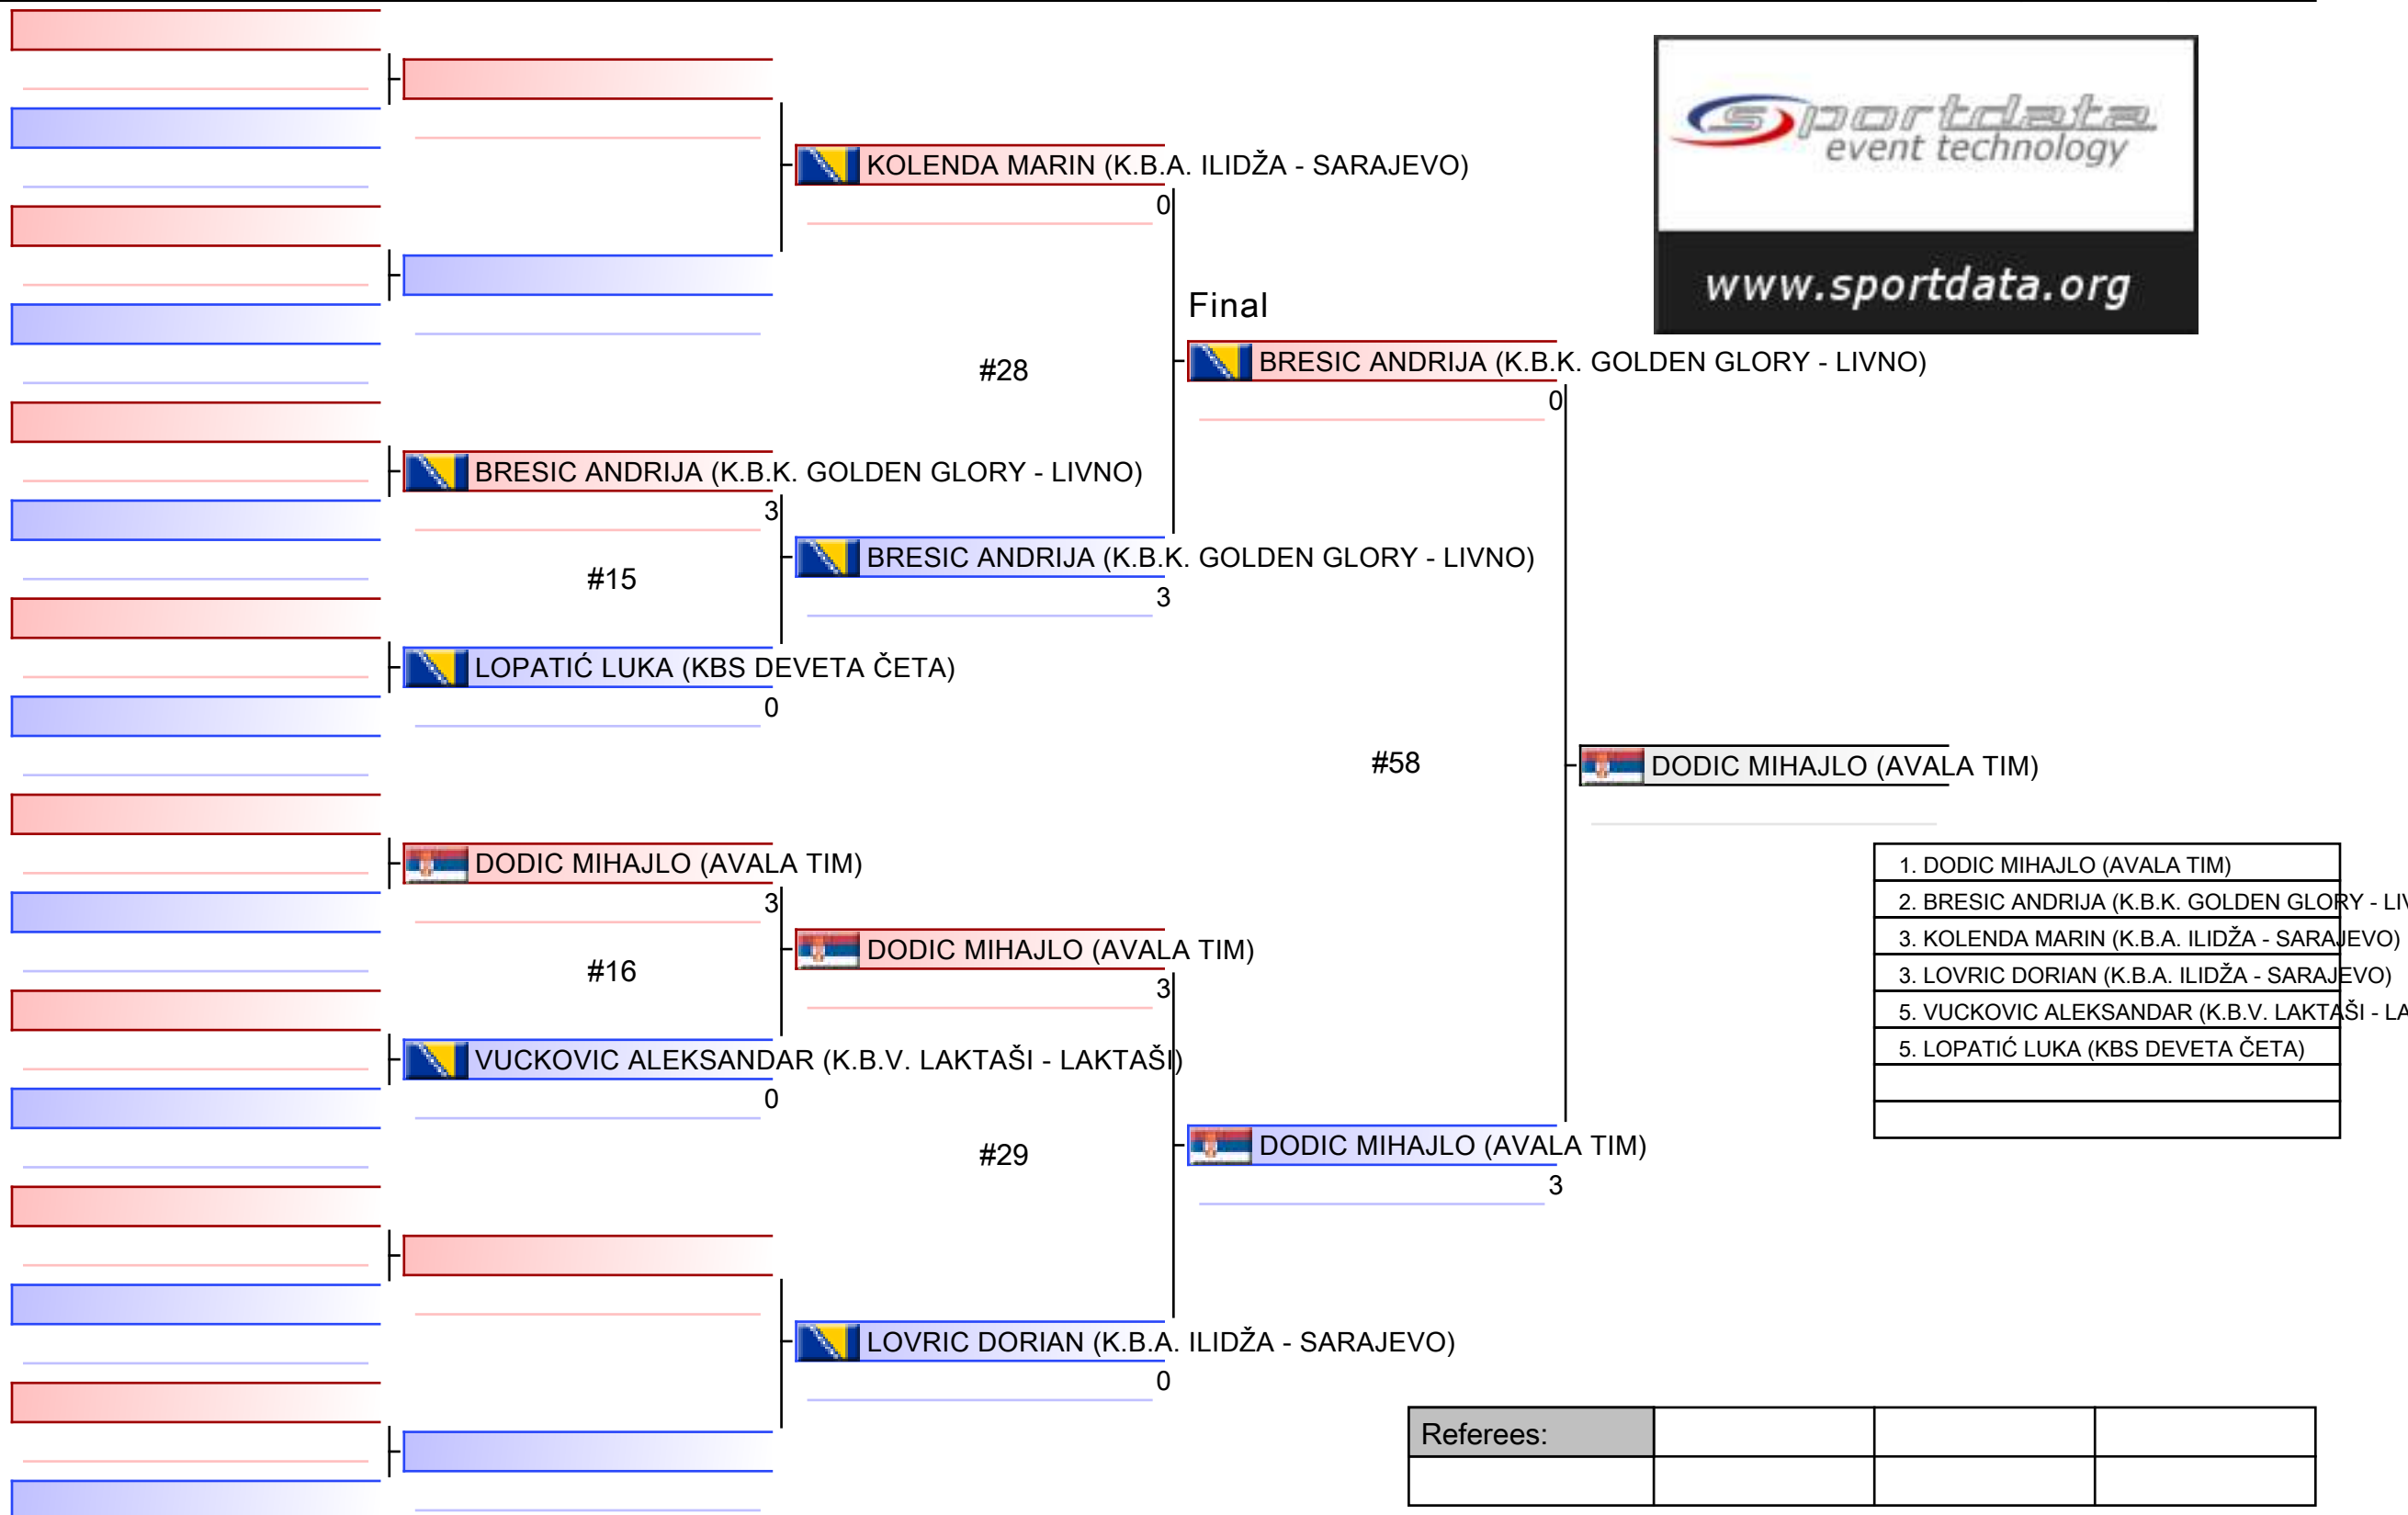 sportdata
event technology
www.sportdata.org
KOLENDA MARIN (K.B.A. ILIDŽA - SARAJEVO)
0
Final
#28
BRESIC ANDRIJA (K.B.K. GOLDEN GLORY - LIVNO)
0
BRESIC ANDRIJA (K.B.K. GOLDEN GLORY - LIVNO)
3
#15
BRESIC ANDRIJA (K.B.K. GOLDEN GLORY - LIVNO)
3
LOPATIĆ LUKA (KBS DEVETA ČETA)
0
#58
DODIC MIHAJLO (AVALA TIM)
DODIC MIHAJLO (AVALA TIM)
3
#16
DODIC MIHAJLO (AVALA TIM)
3
VUCKOVIC ALEKSANDAR (K.B.V. LAKTAŠI - LAKTAŠI)
0
#29
DODIC MIHAJLO (AVALA TIM)
3
LOVRIC DORIAN (K.B.A. ILIDŽA - SARAJEVO)
0
1. DODIC MIHAJLO (AVALA TIM)
2. BRESIC ANDRIJA (K.B.K. GOLDEN GLORY - LIV
3. KOLENDA MARIN (K.B.A. ILIDŽA - SARAJEVO)
3. LOVRIC DORIAN (K.B.A. ILIDŽA - SARAJEVO)
5. VUCKOVIC ALEKSANDAR (K.B.V. LAKTAŠI - LA
5. LOPATIĆ LUKA (KBS DEVETA ČETA)
Referees: